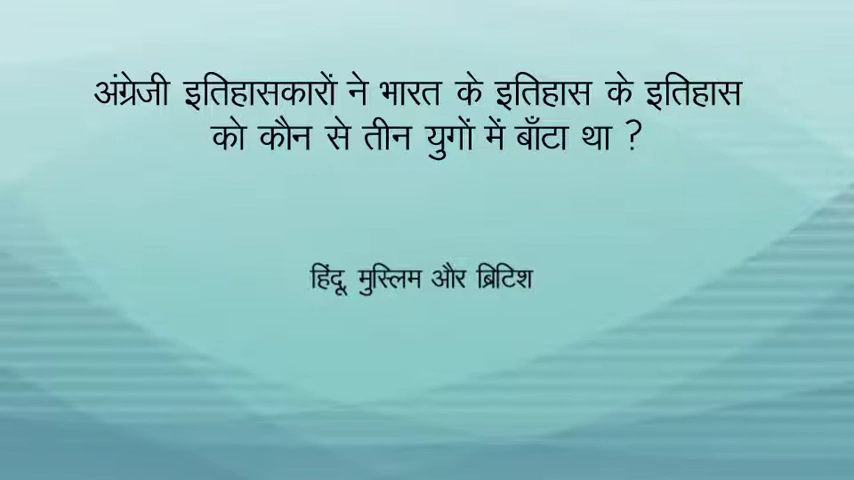 अंग्रेजी इतिहासकारों ने भारत के इतिहास के इतिहास
को कौन से तीन युगों में बाँटा था ?
हिंदू, मुस्लिम और ब्रिटिश